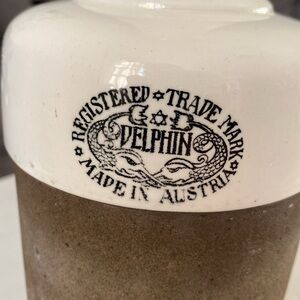 REGISTERED ✡ TRADE MARK
DELPHIN
✡ MADE IN AUSTRIA ✡